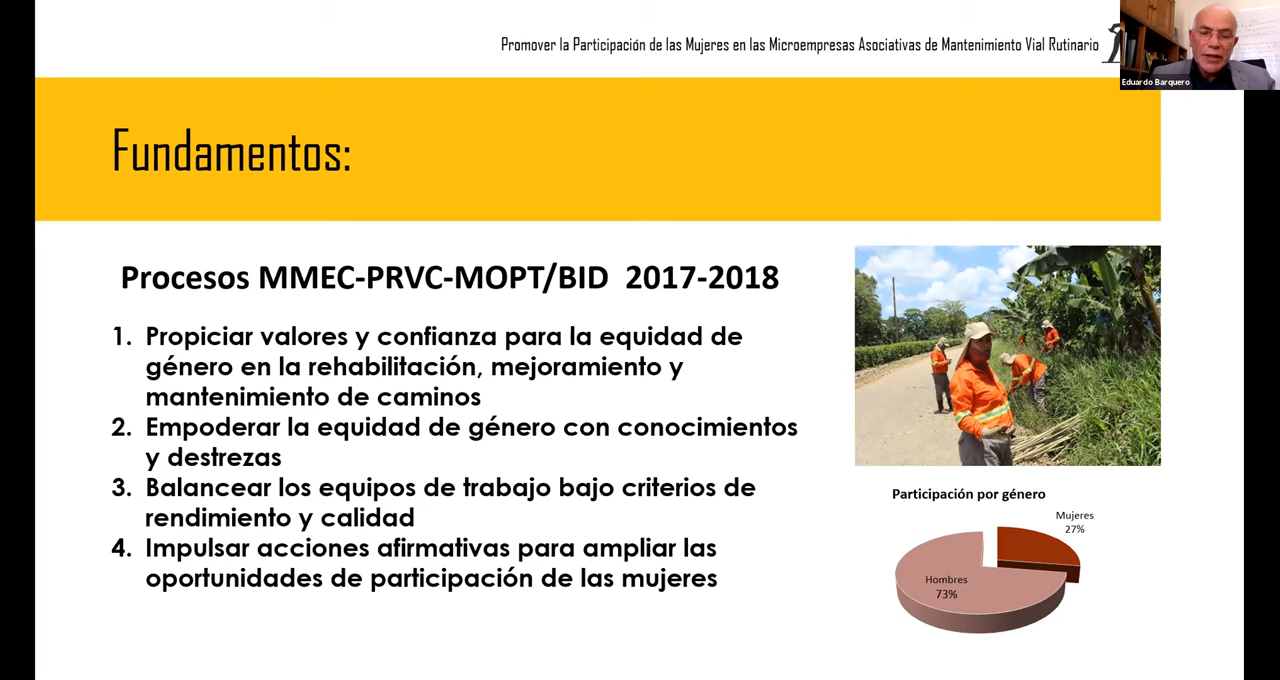 Promover la Participación de las Mujeres en las Microempresas Asociativas de Mantenimiento Vial Rutinario
Eduardo Barquero
Fundamentos:
Procesos MMEC-PRVC-MOPT/BID 2017-2018
1. Propiciar valores y confianza para la equidad de
género en la rehabilitación, mejoramiento y
mantenimiento de caminos
2. Empoderar la equidad de género con conocimientos
y destrezas
3. Balancear los equipos de trabajo bajo criterios de
rendimiento y calidad
4. Impulsar acciones afirmativas para ampliar las
oportunidades de participación de las mujeres
Participación por género
Mujeres
27%
Hombres
73%